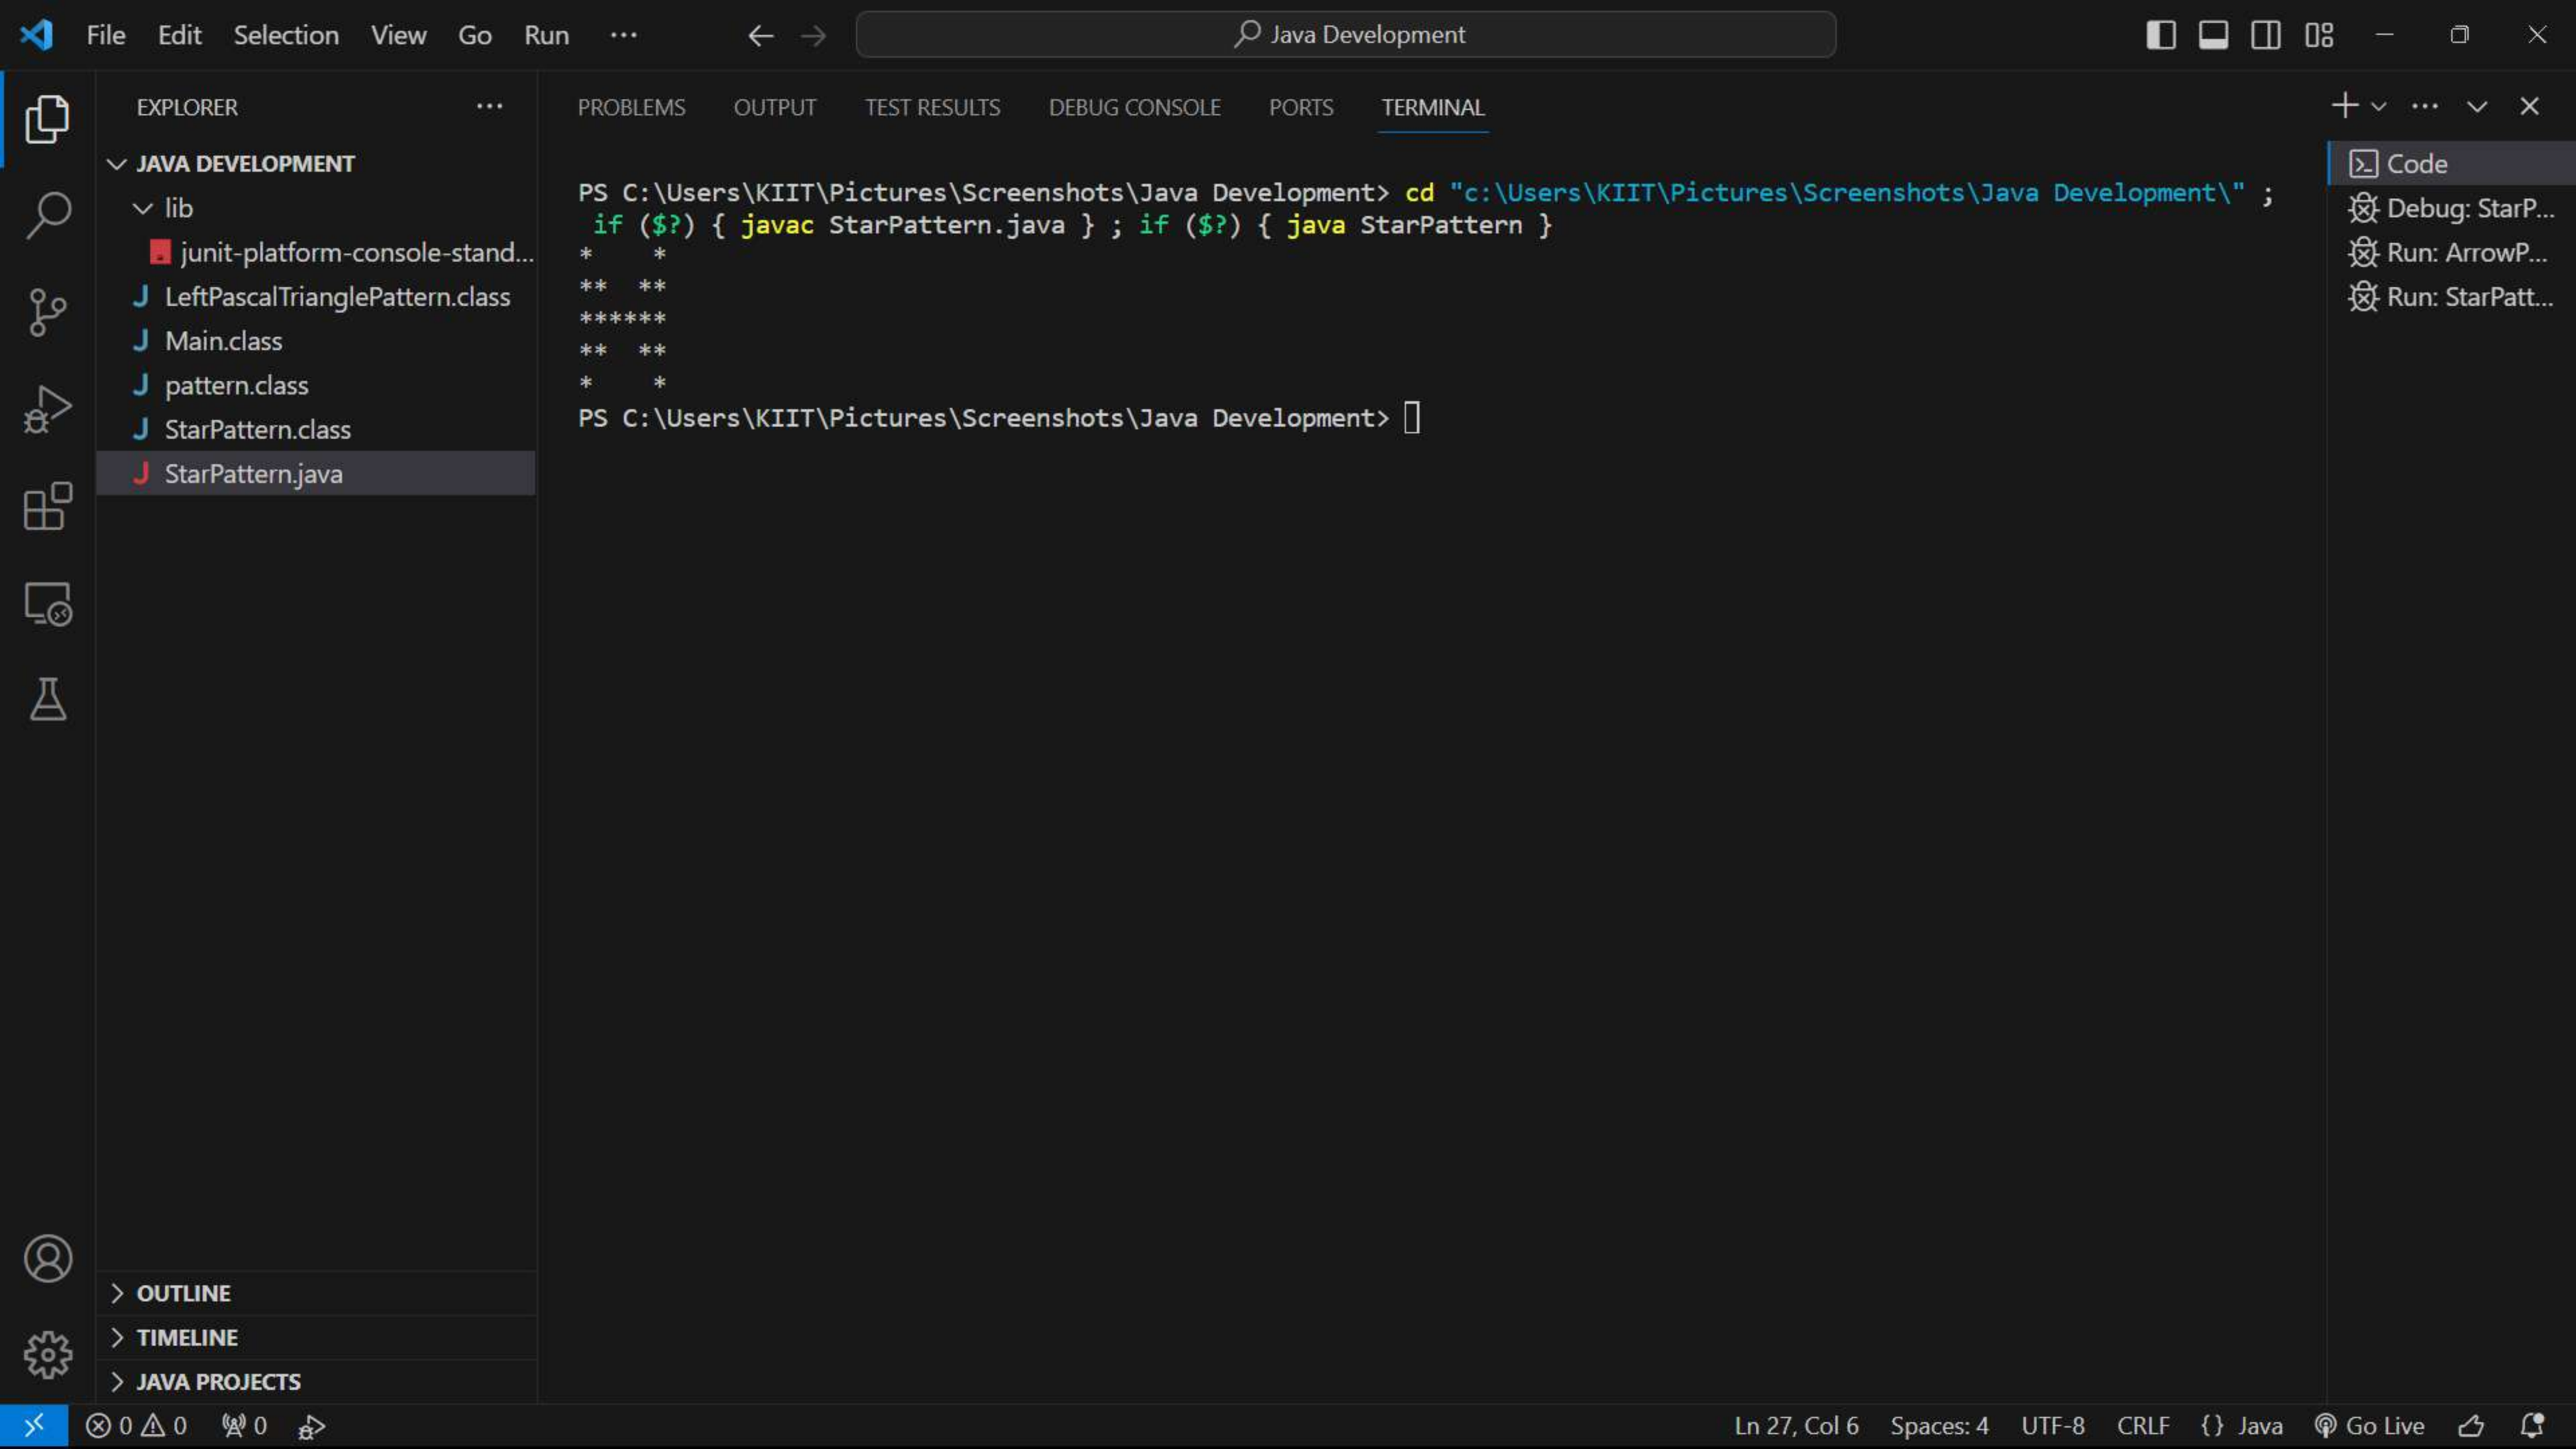 File Edit Selection View Go Run ··· Java Development
EXPLORER ···
JAVA DEVELOPMENT
lib
junit-platform-console-stand...
LeftPascalTrianglePattern.class
Main.class
pattern.class
StarPattern.class
StarPattern.java
OUTLINE
TIMELINE
JAVA PROJECTS
PROBLEMS OUTPUT TEST RESULTS DEBUG CONSOLE PORTS TERMINAL
PS C:\Users\KIIT\Pictures\Screenshots\Java Development> cd "c:\Users\KIIT\Pictures\Screenshots\Java Development\" ;
 if ($?) { javac StarPattern.java } ; if ($?) { java StarPattern }
*    *
**  **
******
**  **
*    *
PS C:\Users\KIIT\Pictures\Screenshots\Java Development>
Code
Debug: StarP...
Run: ArrowP...
Run: StarPatt...
0 0 0 Ln 27, Col 6 Spaces: 4 UTF-8 CRLF {} Java Go Live